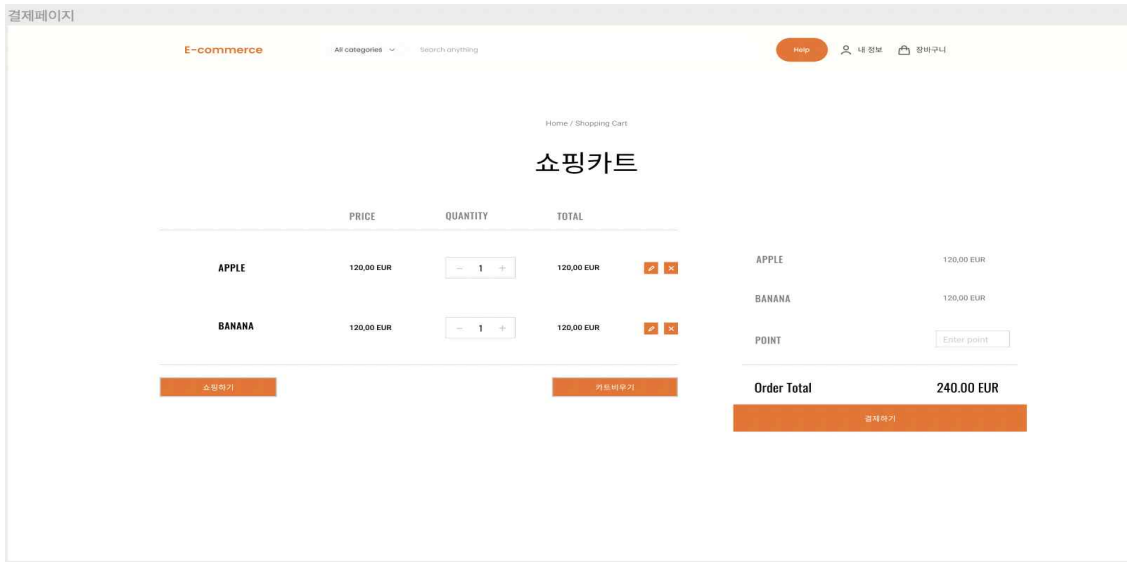 결제페이지
E-commerce All categories Search anything Help 내 정보 장바구니
Home / Shopping Cart
쇼핑카트
PRICE QUANTITY TOTAL
APPLE 120,00 EUR − 1 + 120,00 EUR
BANANA 120,00 EUR − 1 + 120,00 EUR
쇼핑하기 카트비우기
APPLE 120,00 EUR
BANANA 120,00 EUR
POINT Enter point
Order Total 240.00 EUR
결제하기